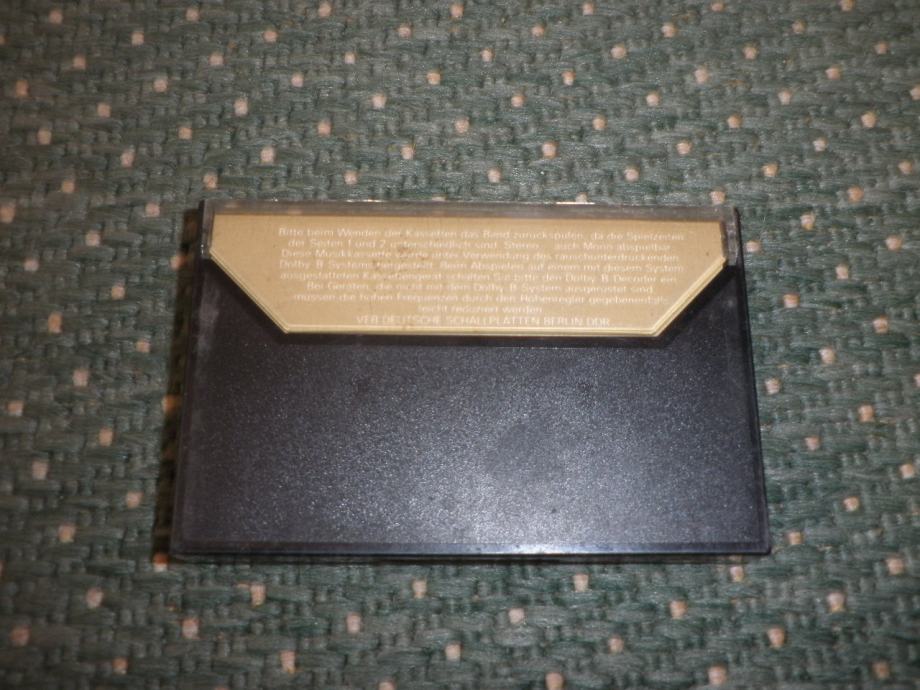 Bitte beim Wenden der Kassetten das Band zurückspulen, da die Spielzeiten
der Seiten 1 und 2 unterschiedlich sind. Stereo auch Mono abspielbar
Diese Musikkassette wurde unter Verwendung des rauschunterdrückenden
Dolby B Systems hergestellt. Beim Abspielen auf einem mit diesem System
ausgestatteten Kassettengerät schalten Sie bitte den Dolby B Decoder ein.
Bei Geräten, die nicht mit dem Dolby B System ausgerüstet sind,
müssen die hohen Frequenzen durch den Höhenregler gegebenenfalls
leicht reduziert werden
VEB DEUTSCHE SCHALLPLATTEN BERLIN DDR